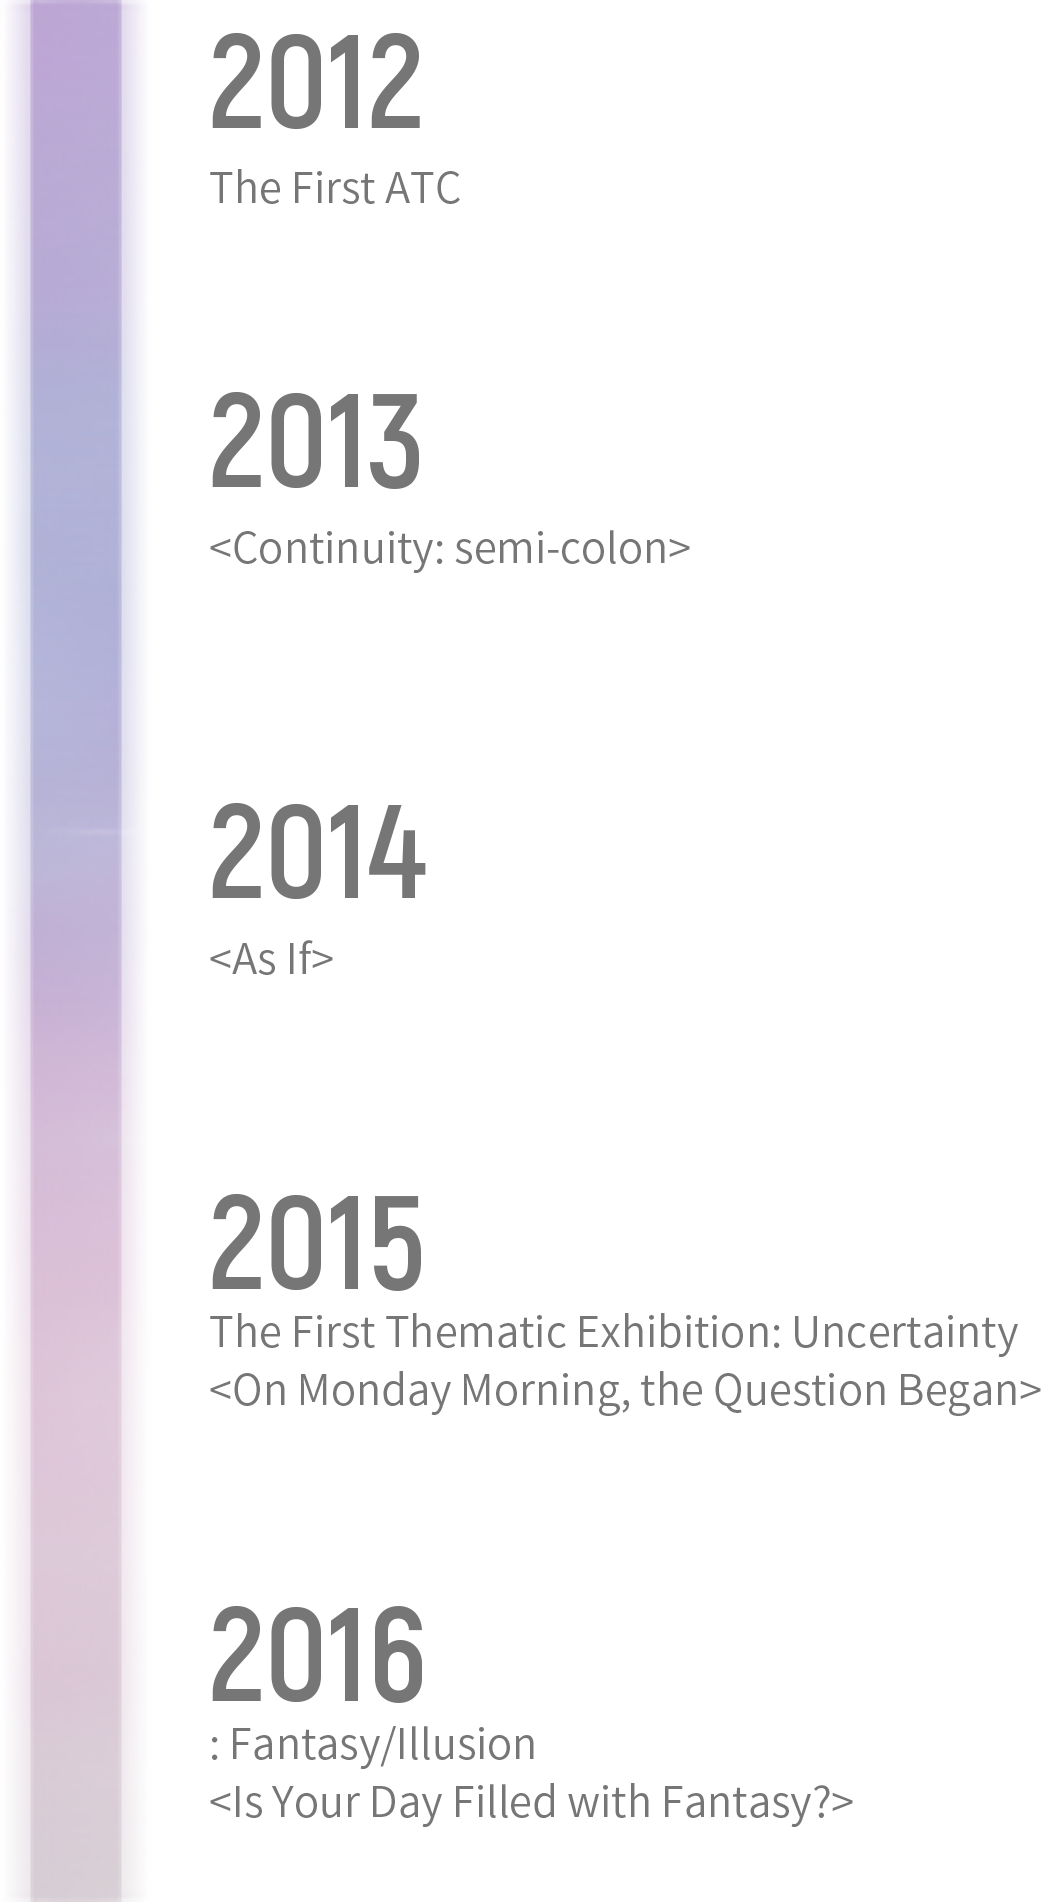 2012
The First ATC
2013
<Continuity: semi-colon>
2014
<As If>
2015
The First Thematic Exhibition: Uncertainty
<On Monday Morning, the Question Began>
2016
: Fantasy/Illusion
<Is Your Day Filled with Fantasy?>